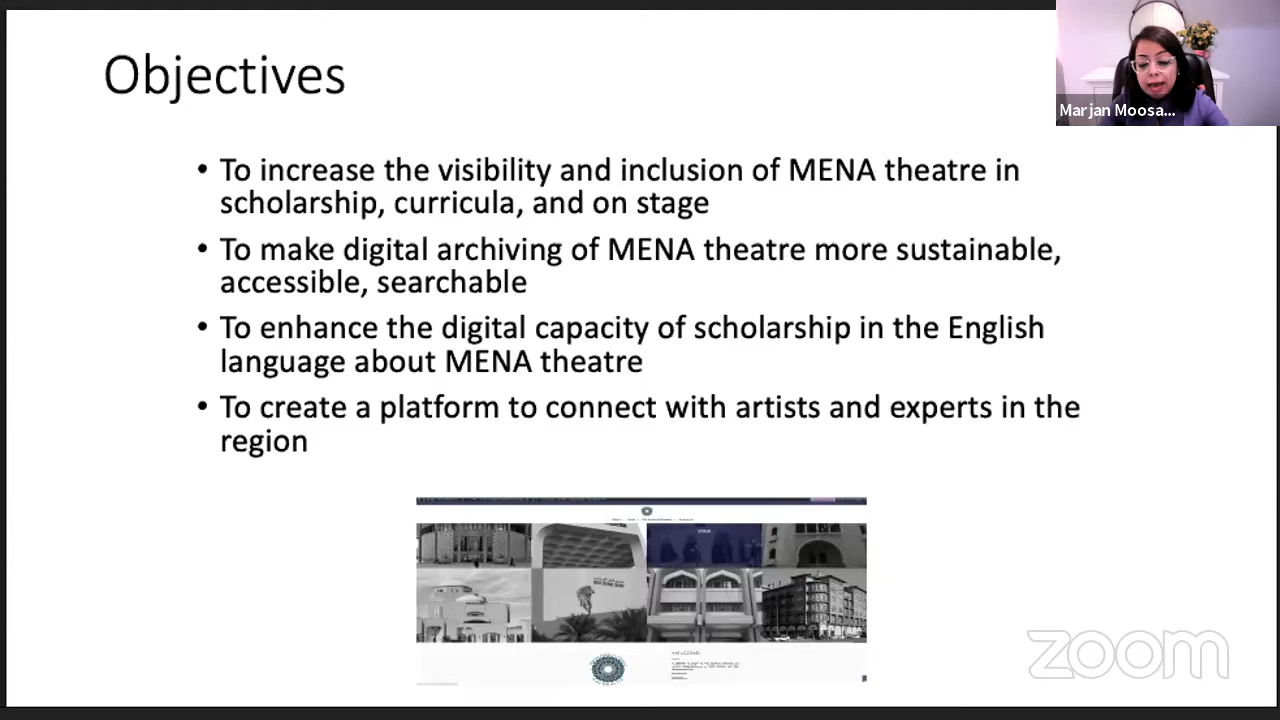 Objectives
Marjan Moosa...
• To increase the visibility and inclusion of MENA theatre in
scholarship, curricula, and on stage
• To make digital archiving of MENA theatre more sustainable,
accessible, searchable
• To enhance the digital capacity of scholarship in the English
language about MENA theatre
• To create a platform to connect with artists and experts in the
region
zoom